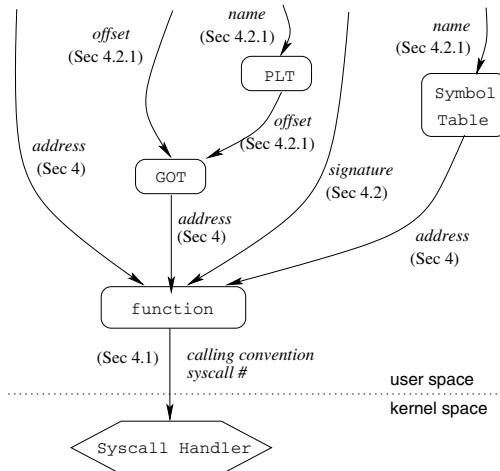 name
(Sec 4.2.1)
offset
(Sec 4.2.1)
name
(Sec 4.2.1)
PLT
Symbol
Table
offset
(Sec 4.2.1)
address
(Sec 4)
GOT
signature
(Sec 4.2)
address
(Sec 4)
address
(Sec 4)
function
(Sec 4.1)
calling convention
syscall #
user space
kernel space
Syscall Handler